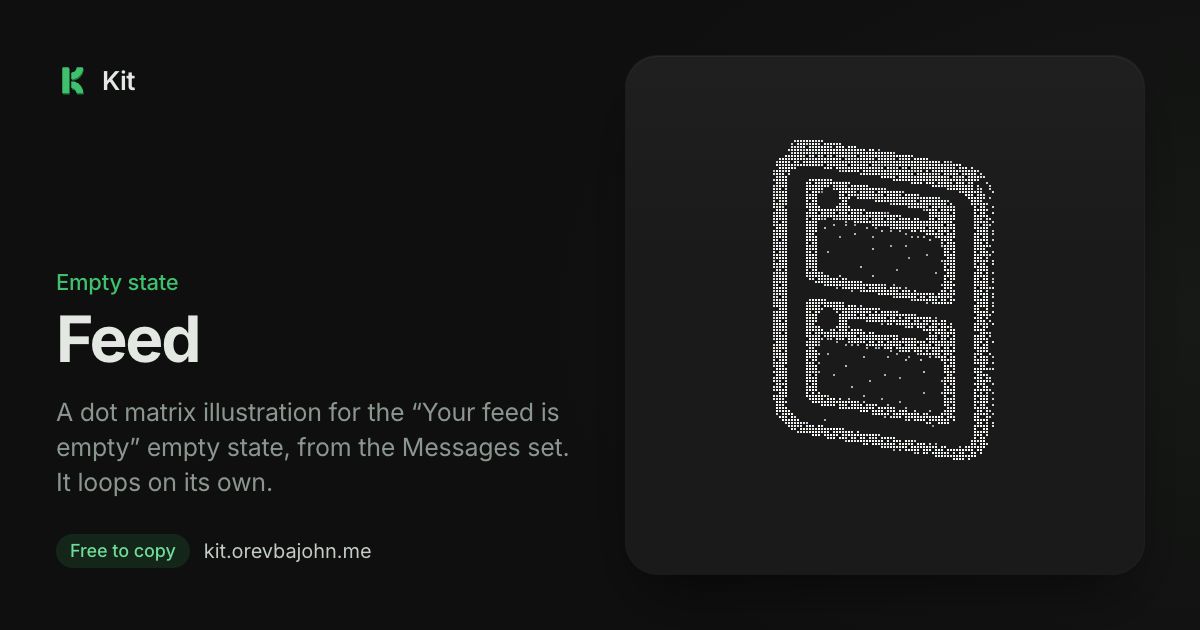 Kit
Empty state
Feed
A dot matrix illustration for the “Your feed is
empty” empty state, from the Messages set.
It loops on its own.
Free to copy
kit.orevbajohn.me